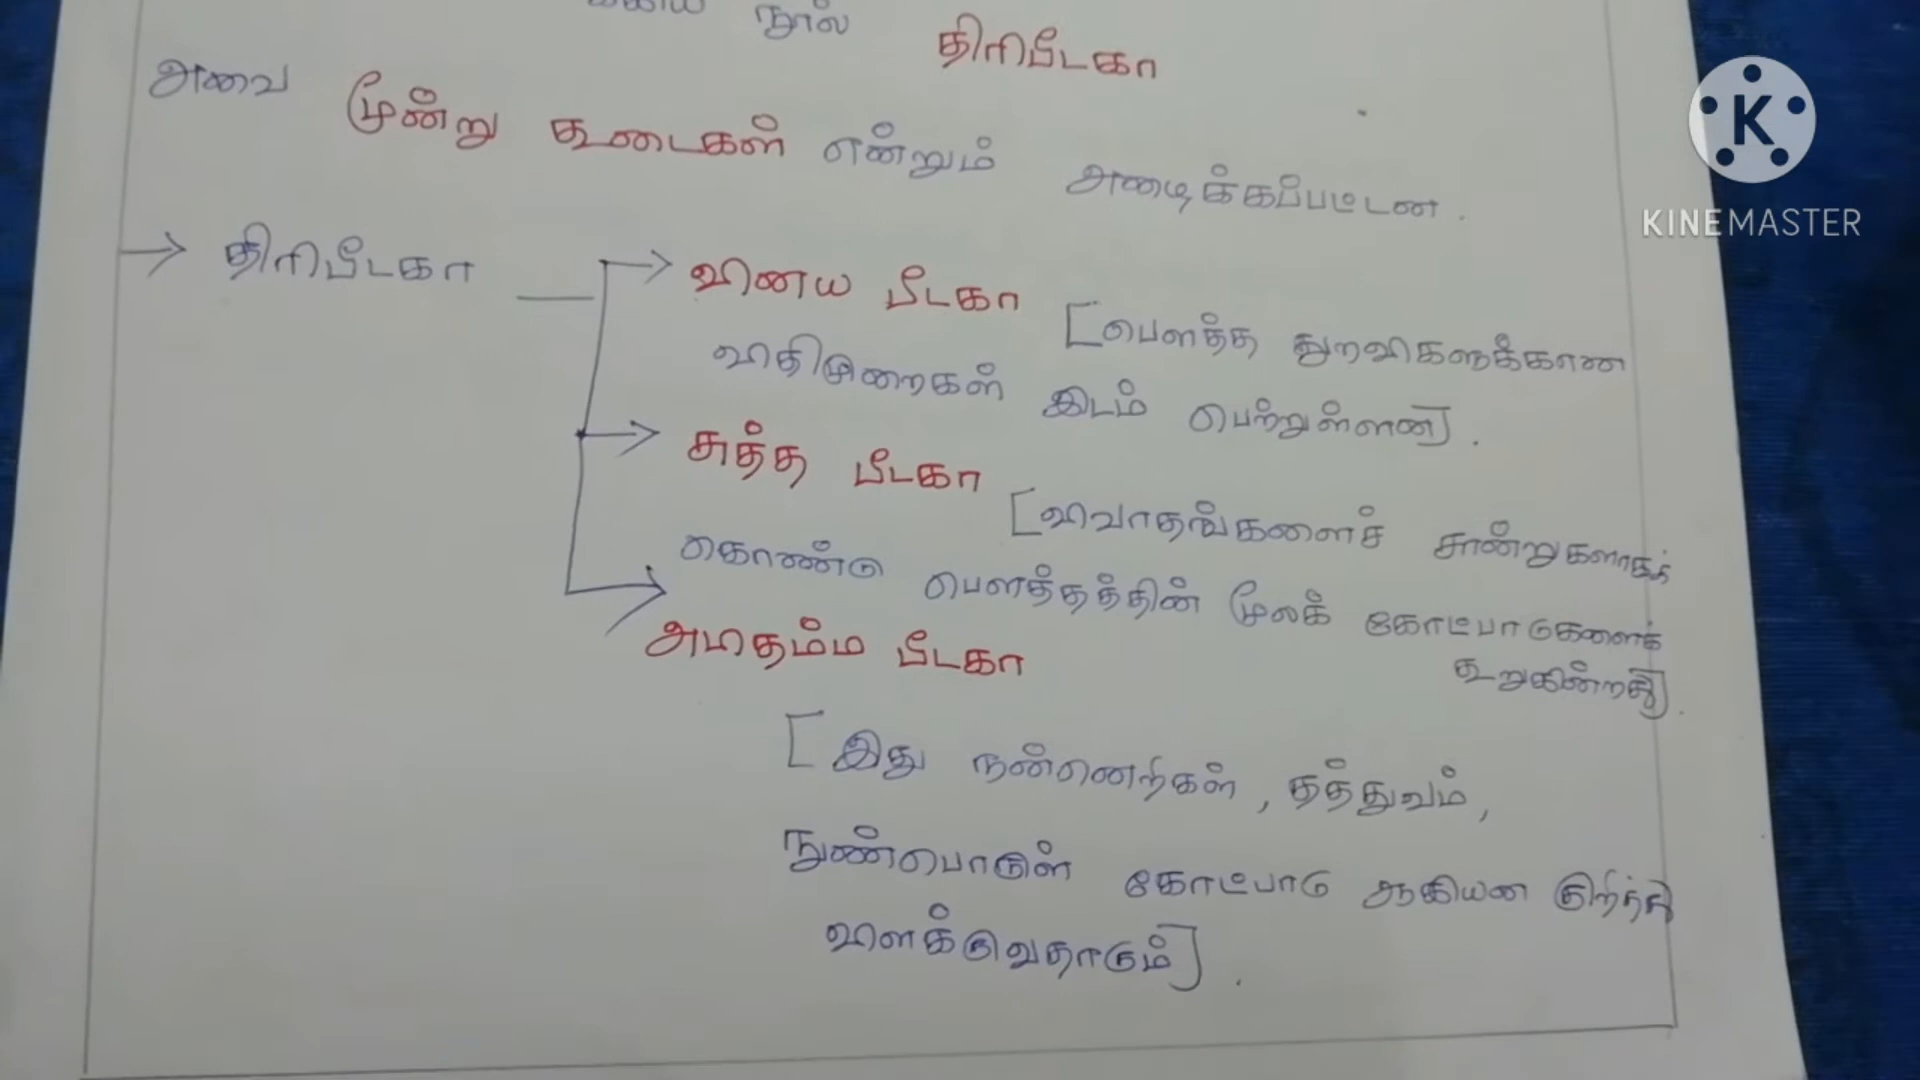 நூல் திரிபீடகா
அவை மூன்று கூடைகள் என்றும் அழைக்கப்பட்டன.
→ திரிபீடகா → வினய பீடகா [பௌத்த துறவிகளுக்கான
விதிமுறைகள் இடம் பெற்றுள்ளன].
→ சுத்த பீடகா [விவாதங்களைச் சான்றுகளாகக்
கொண்டு பௌத்தத்தின் மூலக் கோட்பாடுகளைக்
கூறுகின்றது].
→ அபிதம்ம பீடகா
[இது நன்னெறிகள், தத்துவம்,
நுண்பொருள் கோட்பாடு ஆகியன குறித்து
விளக்குவதாகும்].
K
KINEMASTER